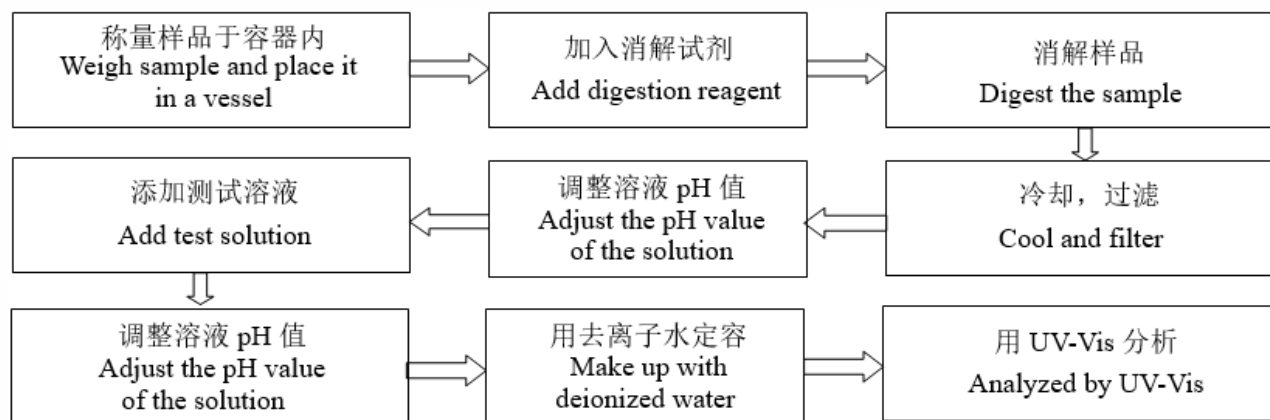 称量样品于容器内
Weigh sample and place it
in a vessel
加入消解试剂
Add digestion reagent
消解样品
Digest the sample
冷却，过滤
Cool and filter
调整溶液 pH 值
Adjust the pH value
of the solution
添加测试溶液
Add test solution
调整溶液 pH 值
Adjust the pH value
of the solution
用去离子水定容
Make up with
deionized water
用 UV-Vis 分析
Analyzed by UV-Vis